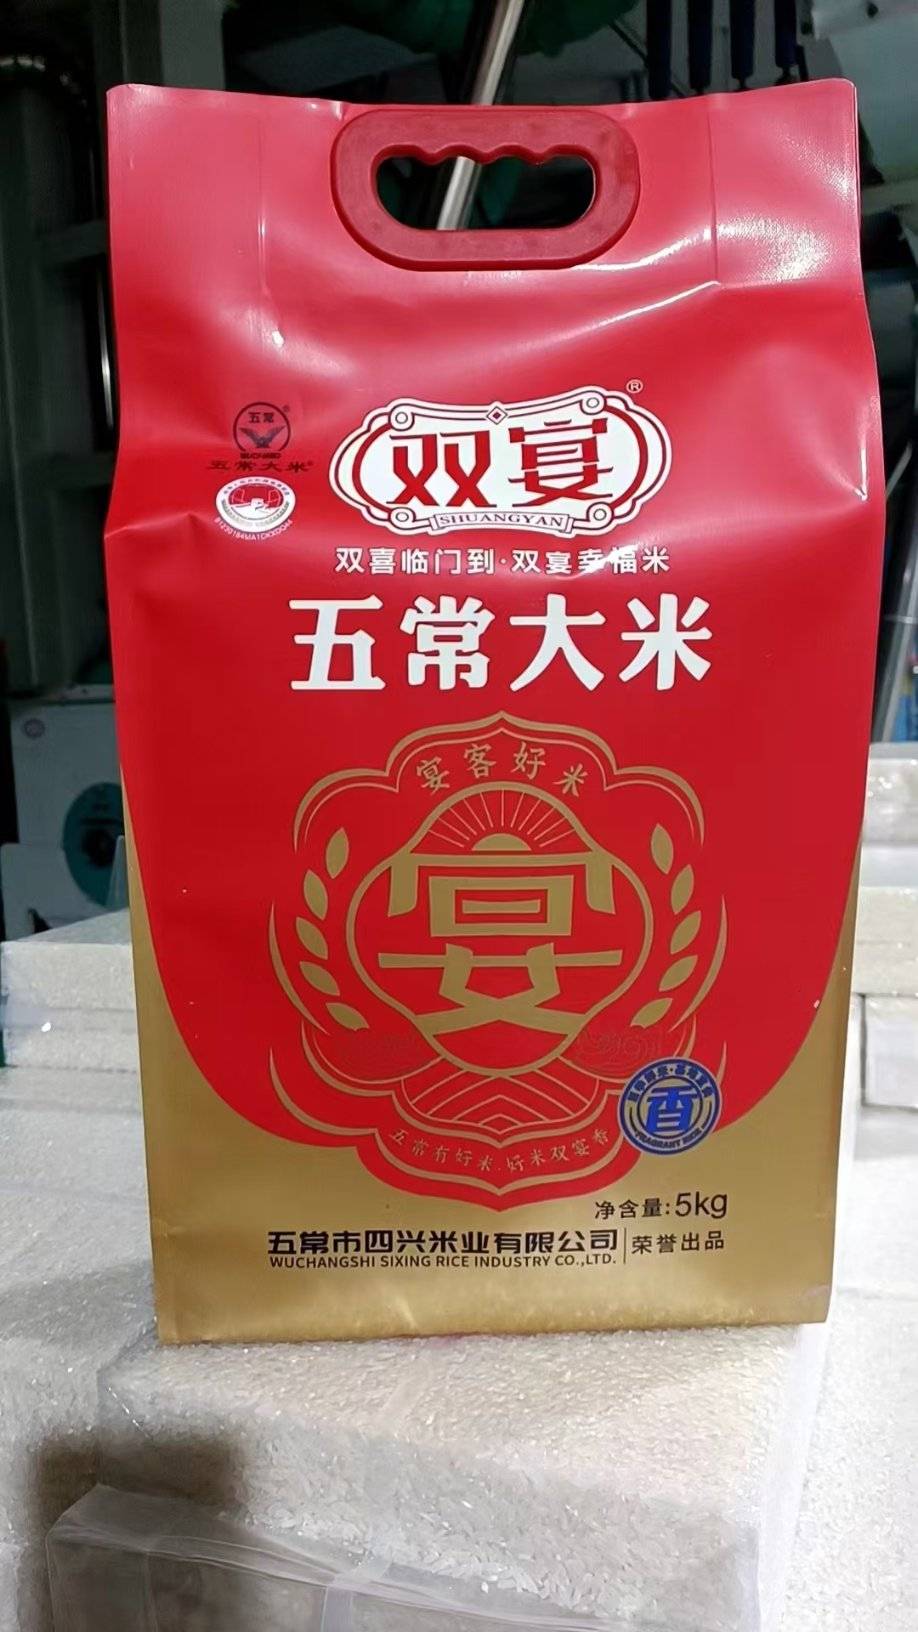 五常
WUCHANG
五常大米
双宴
SHUANGYAN
双喜临门到·双宴幸福米
五常大米
宴客好米
宴
五常有好米.好米双宴香
香
FRAGRANT RICE
净含量:5kg
五常市四兴米业有限公司 荣誉出品
WUCHANGSHI SIXING RICE INDUSTRY CO.,LTD.